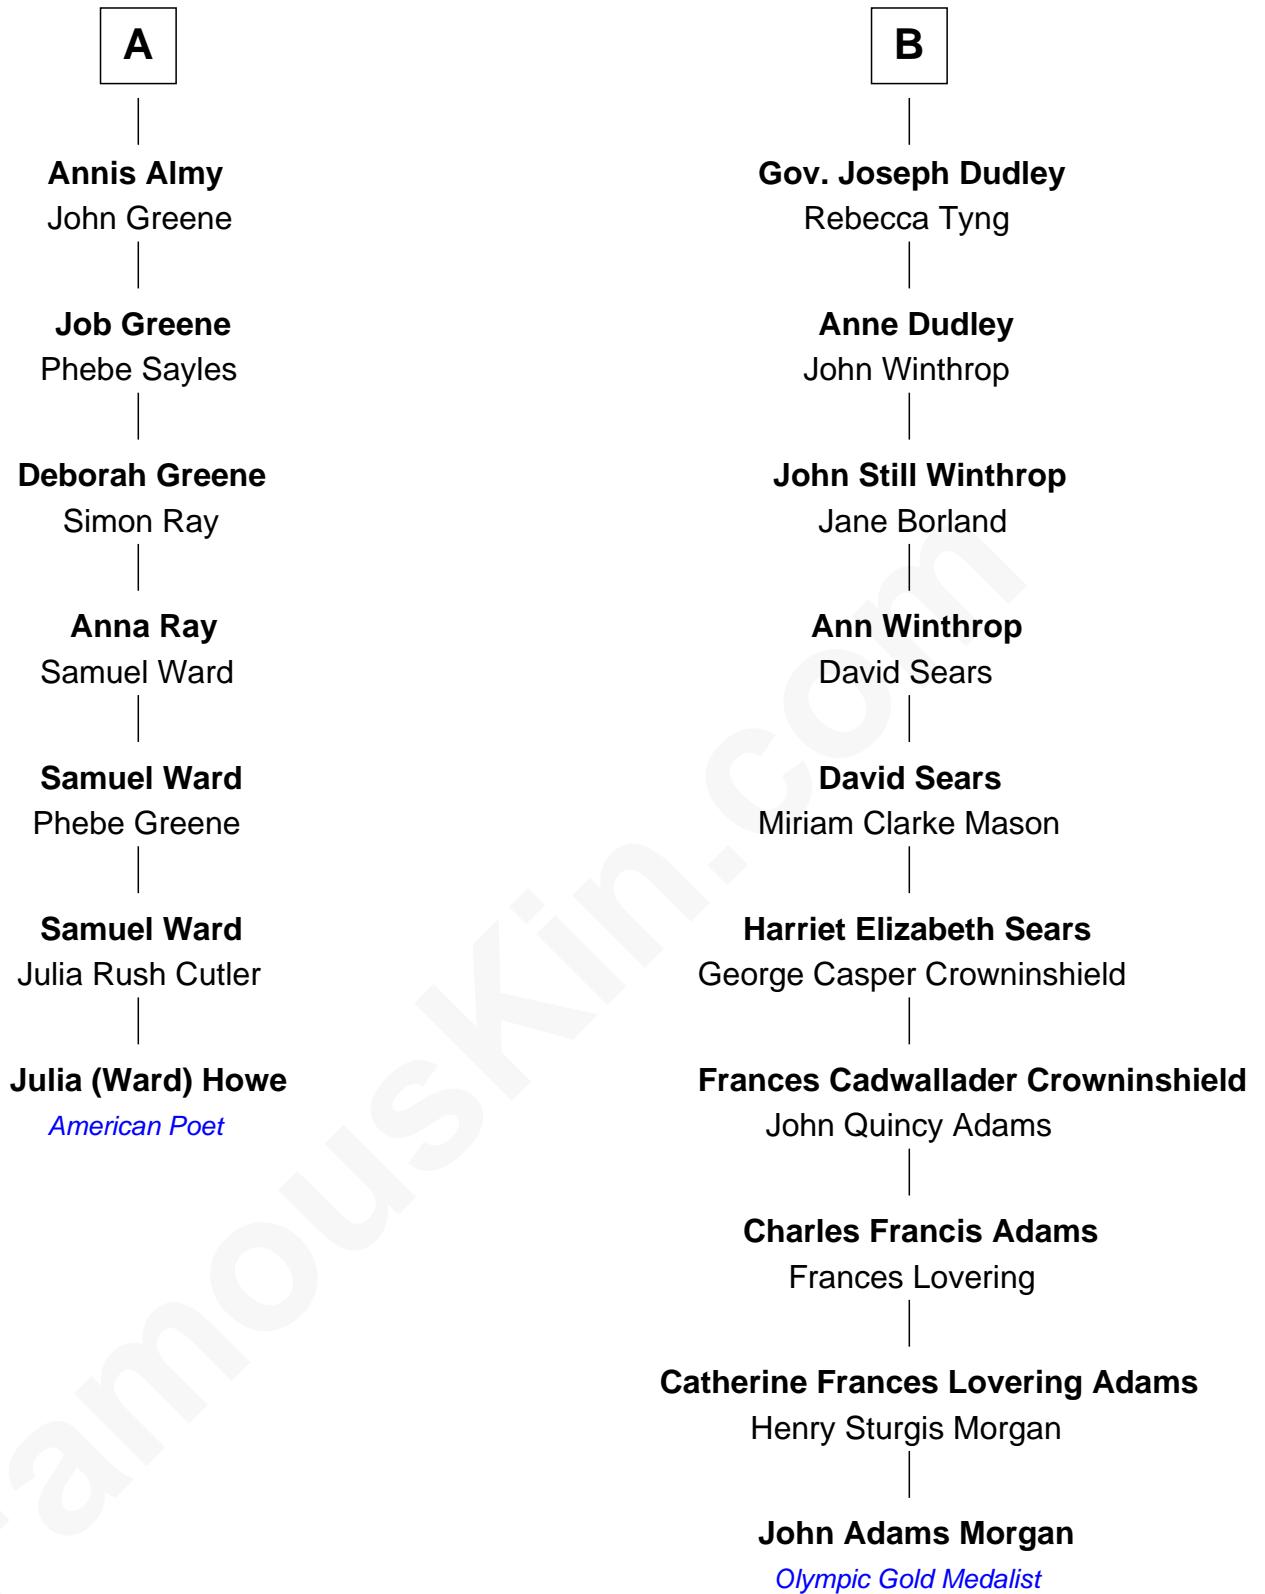 A
Annis Almy
John Greene
Job Greene
Phebe Sayles
Deborah Greene
Simon Ray
Anna Ray
Samuel Ward
Samuel Ward
Phebe Greene
Samuel Ward
Julia Rush Cutler
Julia (Ward) Howe
American Poet
B
Gov. Joseph Dudley
Rebecca Tyng
Anne Dudley
John Winthrop
John Still Winthrop
Jane Borland
Ann Winthrop
David Sears
David Sears
Miriam Clarke Mason
Harriet Elizabeth Sears
George Casper Crowninshield
Frances Cadwallader Crowninshield
John Quincy Adams
Charles Francis Adams
Frances Lovering
Catherine Frances Lovering Adams
Henry Sturgis Morgan
John Adams Morgan
Olympic Gold Medalist
famousKin.com